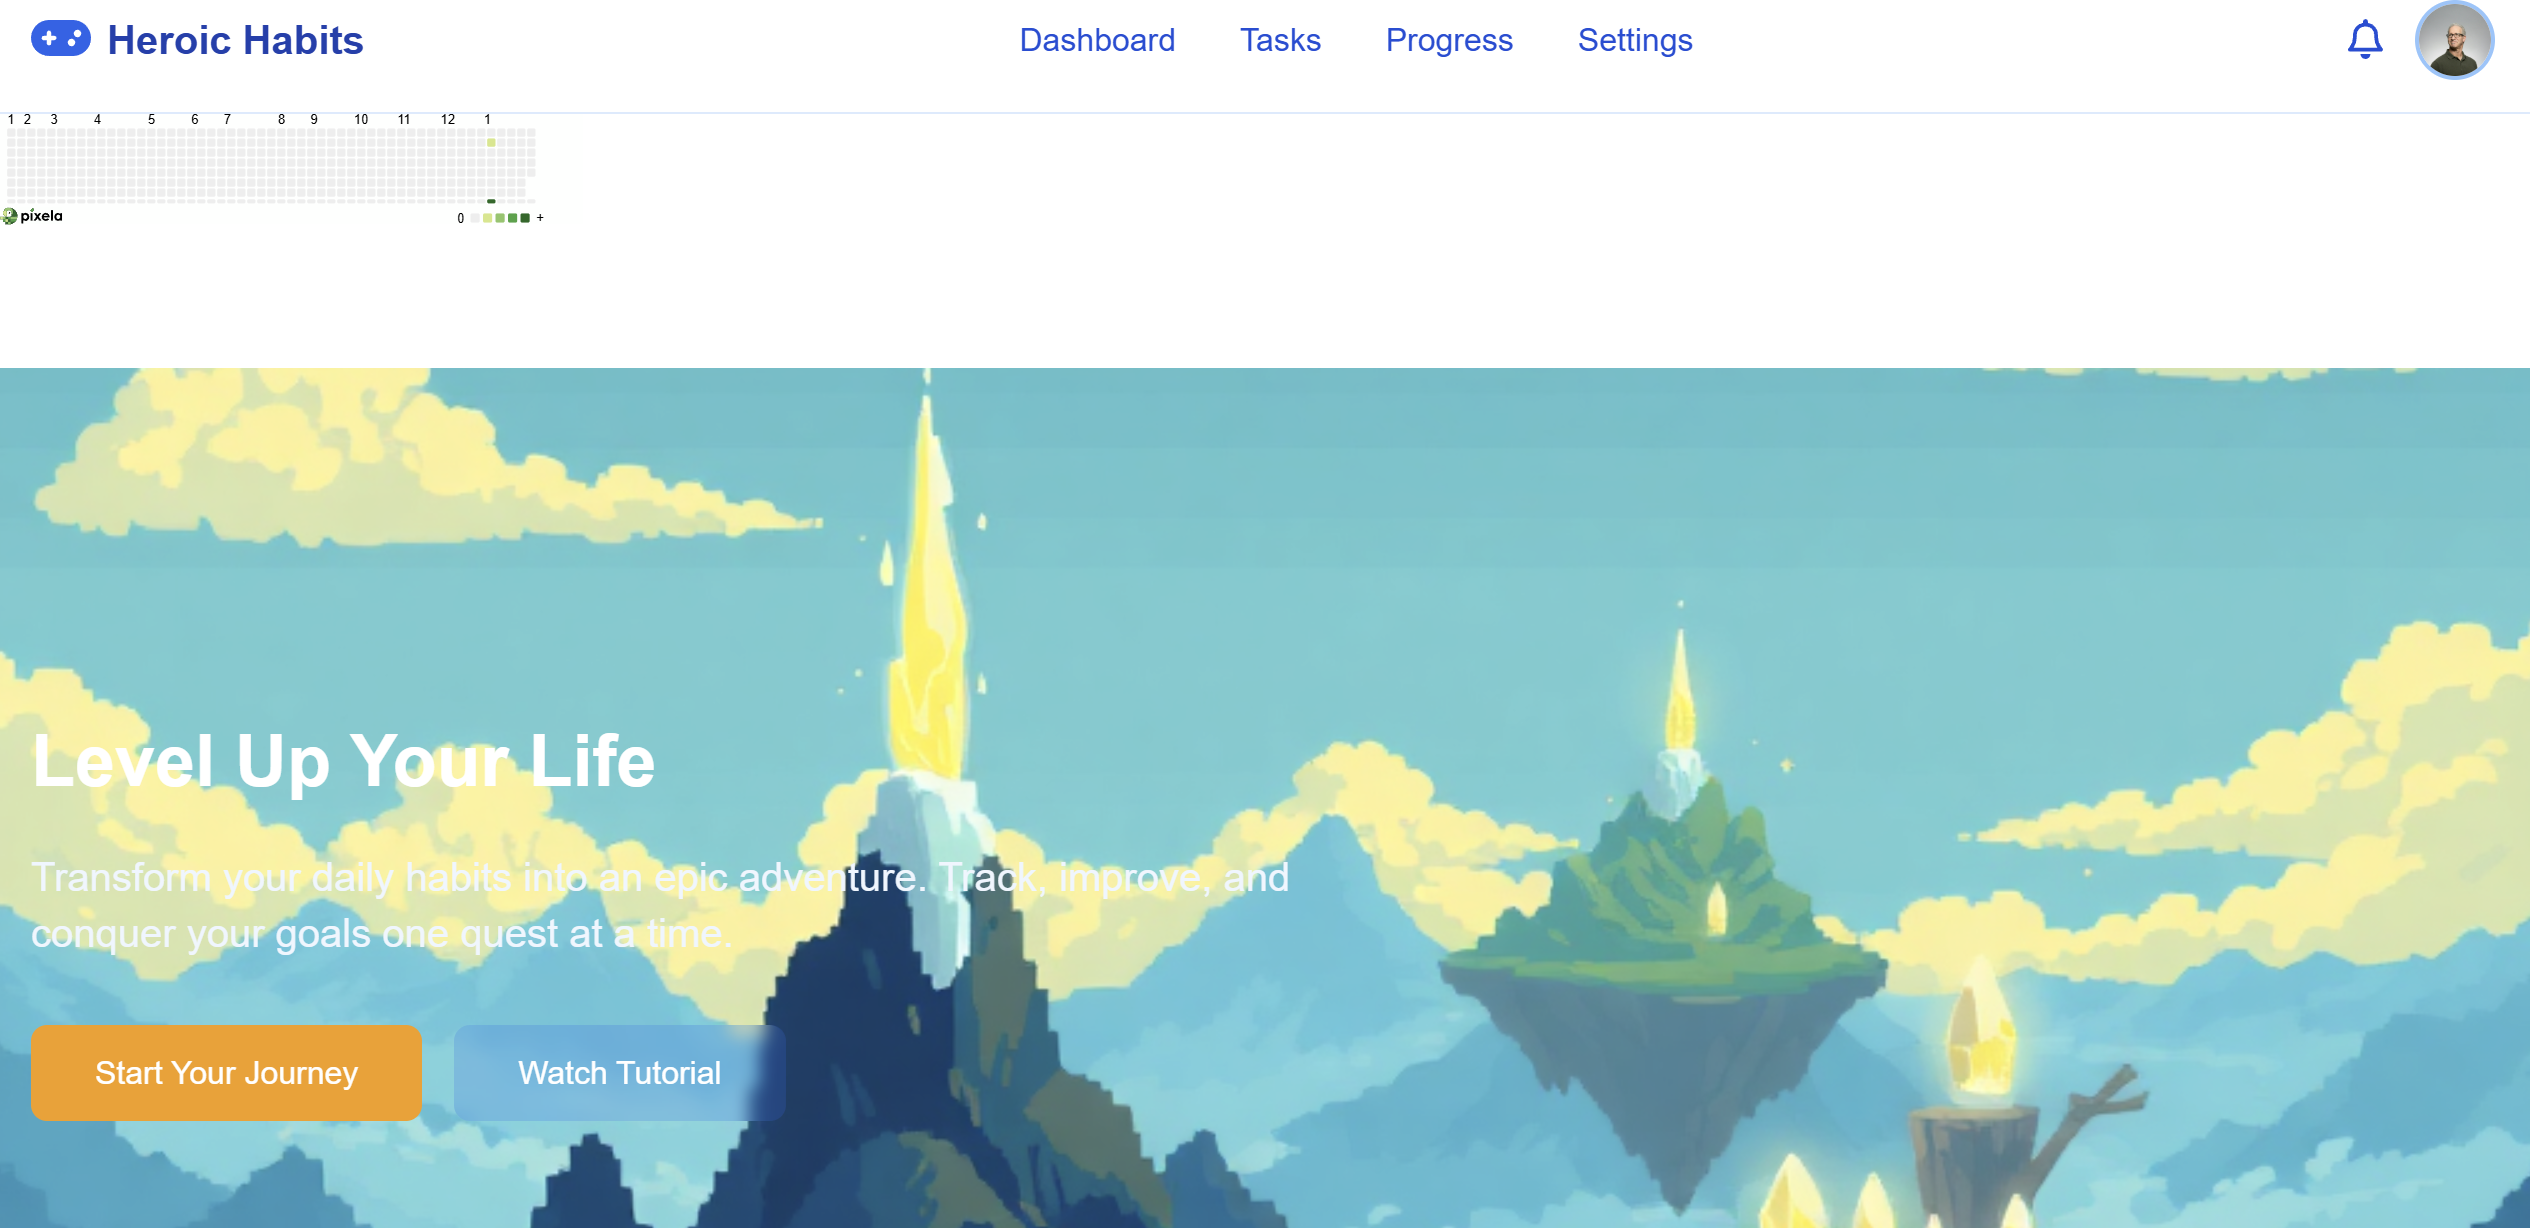 Heroic Habits
Dashboard Tasks Progress Settings
1 2 3 4 5 6 7 8 9 10 11 12 1
pixela
0 +
Level Up Your Life
Transform your daily habits into an epic adventure. Track, improve, and
conquer your goals one quest at a time.
Start Your Journey
Watch Tutorial